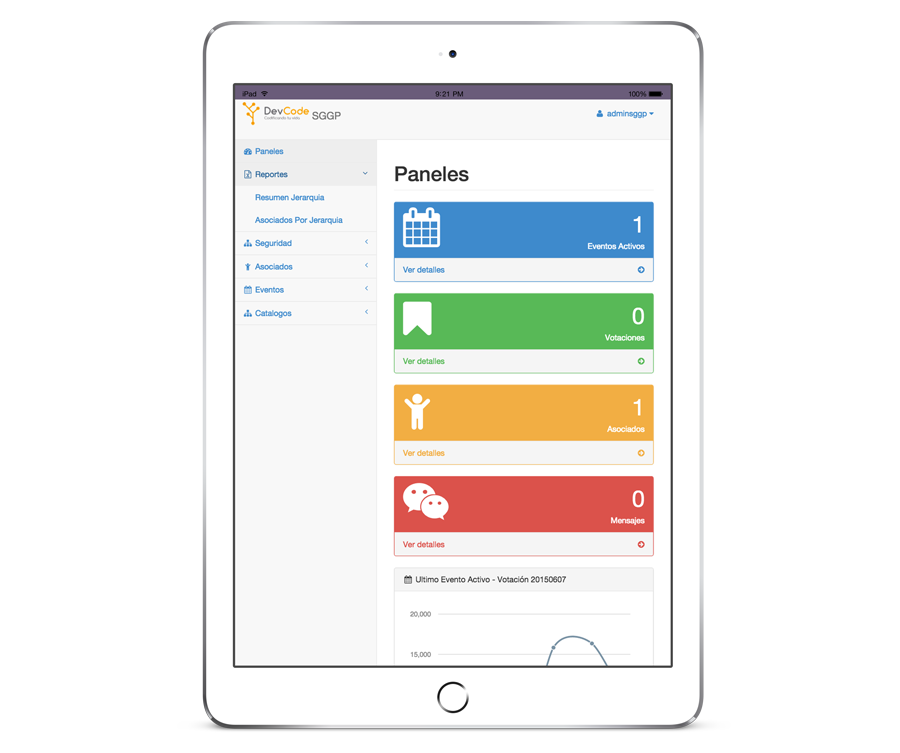 iPad 9:21 PM 100%
DevCode SGGP
Codificando tu éxito
adminsggp
Paneles
Reportes
Resumen Jerarquia
Asociados Por Jerarquia
Seguridad
Asociados
Eventos
Catalogos
Paneles
1
Eventos Activos
Ver detalles
0
Votaciones
Ver detalles
1
Asociados
Ver detalles
0
Mensajes
Ver detalles
Ultimo Evento Activo - Votación 20150607
20,000
15,000